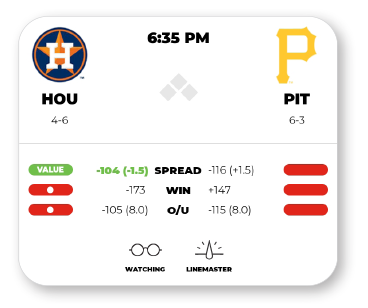 6:35 PM
H
P
HOU
PIT
4-6
6-3
VALUE -104 (-1.5) SPREAD -116 (+1.5)
-173 WIN +147
-105 (8.0) O/U -115 (8.0)
WATCHING LINEMASTER